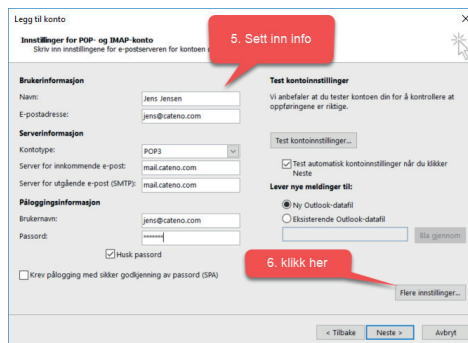 Legg til konto
Innstillinger for POP- og IMAP-konto
Skriv inn innstillingene for e-postserveren for kontoen
5. Sett inn info
Brukerinformasjon
Navn:
Jens Jensen
E-postadresse:
jens@cateno.com
Serverinformasjon
Kontotype:
POP3
Server for innkommende e-post:
mail.cateno.com
Server for utgående e-post (SMTP):
mail.cateno.com
Påloggingsinformasjon
Brukernavn:
jens@cateno.com
Passord:
*******
Husk passord
Krev pålogging med sikker godkjenning av passord (SPA)
Test kontoinnstillinger
Vi anbefaler at du tester kontoen din for å kontrollere at
oppføringene er riktige.
Test kontoinnstillinger...
Test automatisk kontoinnstillinger når du klikker
Neste
Lever nye meldinger til:
Ny Outlook-datafil
Eksisterende Outlook-datafil
Bla gjennom
6. klikk her
Flere innstillinger...
< Tilbake
Neste >
Avbryt